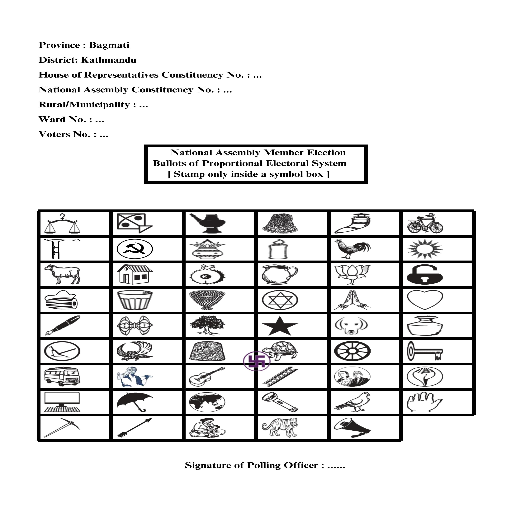 Province : Bagmati
District: Kathmandu
House of Representatives Constituency No. : ...
National Assembly Constituency No. : ...
Rural/Municipality : ...
Ward No. : ...
Voters No. : ...
National Assembly Member Election
Ballots of Proportional Electoral System
[ Stamp only inside a symbol box ]
Signature of Polling Officer : ......